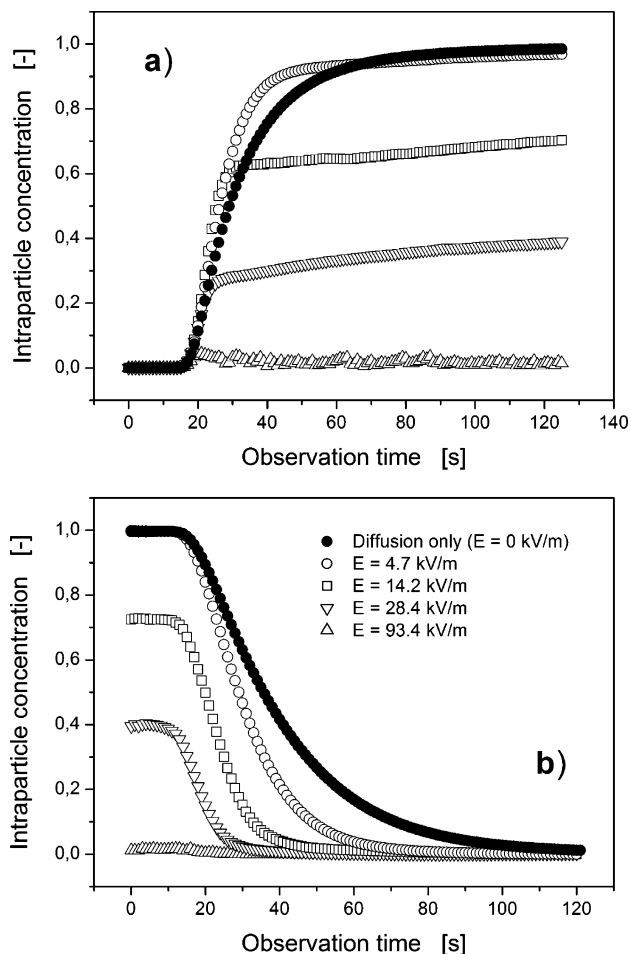 a)
Intraparticle concentration [-]
1,0
0,8
0,6
0,4
0,2
0,0
0 20 40 60 80 100 120 140
Observation time [s]
b)
Intraparticle concentration [-]
1,0
0,8
0,6
0,4
0,2
0,0
Diffusion only (E = 0 kV/m)
E = 4.7 kV/m
E = 14.2 kV/m
E = 28.4 kV/m
E = 93.4 kV/m
0 20 40 60 80 100 120
Observation time [s]